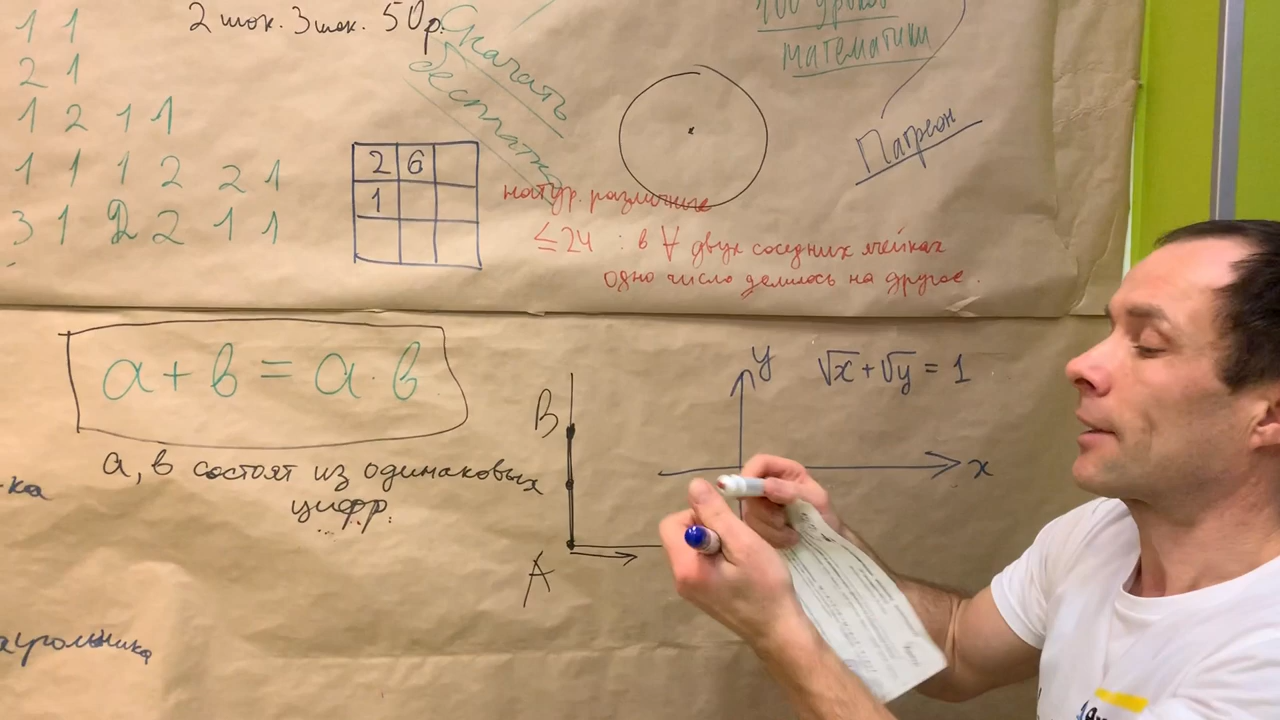 1 1
2 1
1 2 1 1
1 1 1 2 2 1
3 1 2 2 1 1
2 шок. 3 шок. 50р.
Скачать
бесплатно
100 уроков
математики
Патреон
2 6
1
натур. различные
≤24 : в ∀ двух соседних ячейках
одно число делилось на другое.
a + b = a · b
a, b состоят из одинаковых
цифр.
B
A
y
√x + √y = 1
x